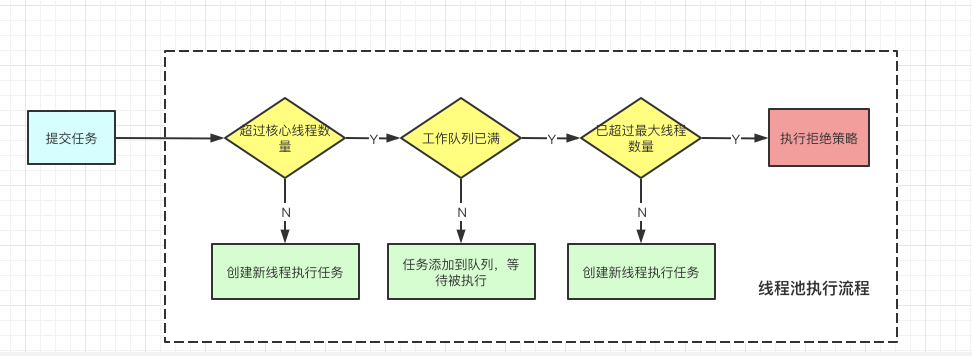 提交任务
超过核心线程数
量
Y
工作队列已满
Y
已超过最大线程
数量
Y
执行拒绝策略
N
N
N
创建新线程执行任务
任务添加到队列，等
待被执行
创建新线程执行任务
线程池执行流程